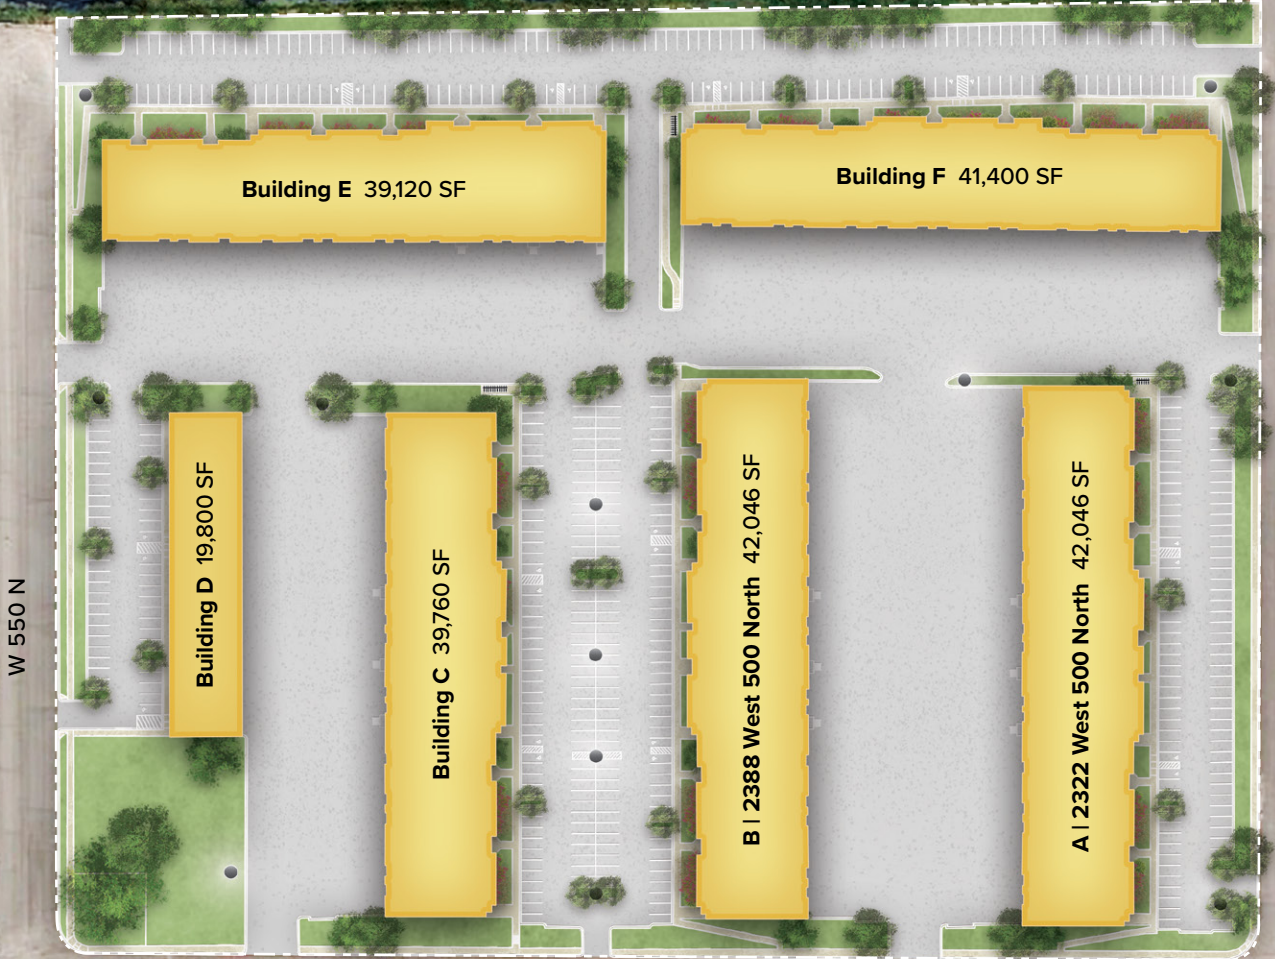 Building E 39,120 SF
Building F 41,400 SF
W 550 N
Building D 19,800 SF
Building C 39,760 SF
B | 2388 West 500 North 42,046 SF
A | 2322 West 500 North 42,046 SF